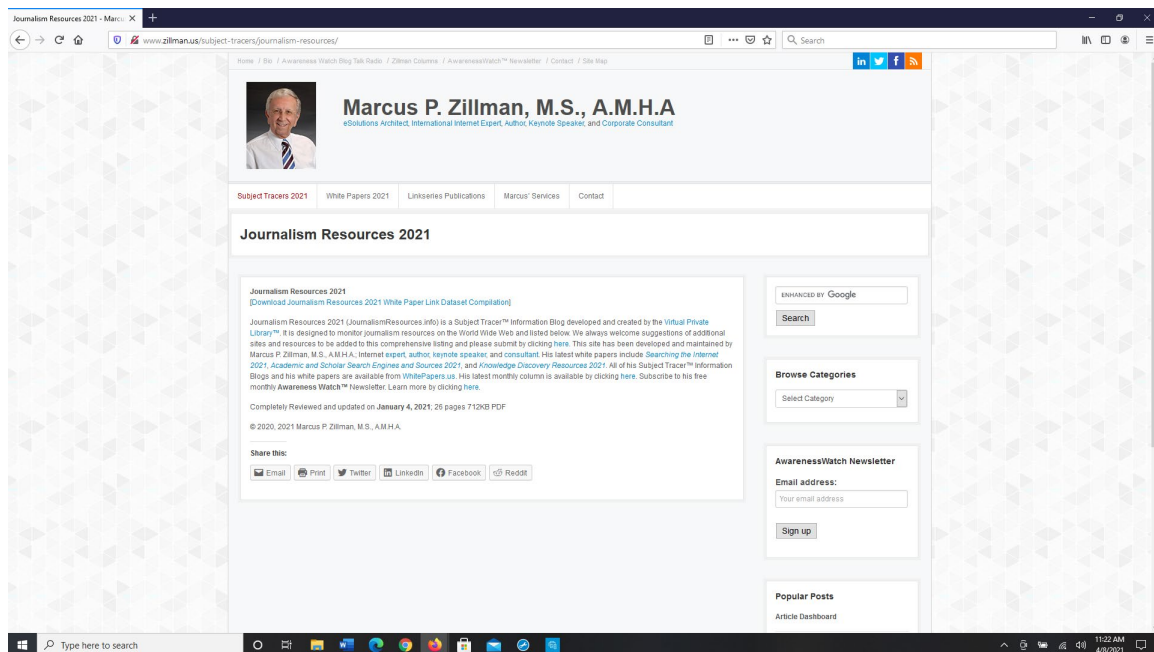 Journalism Resources 2021 - Marcu
www.zillman.us/subject-tracers/journalism-resources/
Search
Home / Bio / Awareness Watch Blog Talk Radio / Zillman Columns / AwarenessWatch™ Newsletter / Contact / Site Map
Marcus P. Zillman, M.S., A.M.H.A
eSolutions Architect, International Internet Expert, Author, Keynote Speaker, and Corporate Consultant
Subject Tracers 2021 White Papers 2021 Linkseries Publications Marcus' Services Contact
Journalism Resources 2021
Journalism Resources 2021
[Download Journalism Resources 2021 White Paper Link Dataset Compilation]
Journalism Resources 2021 (JournalismResources.info) is a Subject Tracer™ Information Blog developed and created by the Virtual Private
Library™. It is designed to monitor journalism resources on the World Wide Web and listed below. We always welcome suggestions of additional
sites and resources to be added to this comprehensive listing and please submit by clicking here. This site has been developed and maintained by
Marcus P. Zillman, M.S., A.M.H.A.; Internet expert, author, keynote speaker, and consultant. His latest white papers include Searching the Internet
2021, Academic and Scholar Search Engines and Sources 2021, and Knowledge Discovery Resources 2021. All of his Subject Tracer™ Information
Blogs and his white papers are available from WhitePapers.us. His latest monthly column is available by clicking here. Subscribe to his free
monthly Awareness Watch™ Newsletter. Learn more by clicking here.
Completely Reviewed and updated on January 4, 2021; 26 pages 712KB PDF
© 2020, 2021 Marcus P. Zillman, M.S., A.M.H.A.
Share this:
Email Print Twitter LinkedIn Facebook Reddit
ENHANCED BY Google
Search
Browse Categories
Select Category
AwarenessWatch Newsletter
Email address:
Your email address
Sign up
Popular Posts
Article Dashboard
Type here to search
11:22 AM
4/8/2021